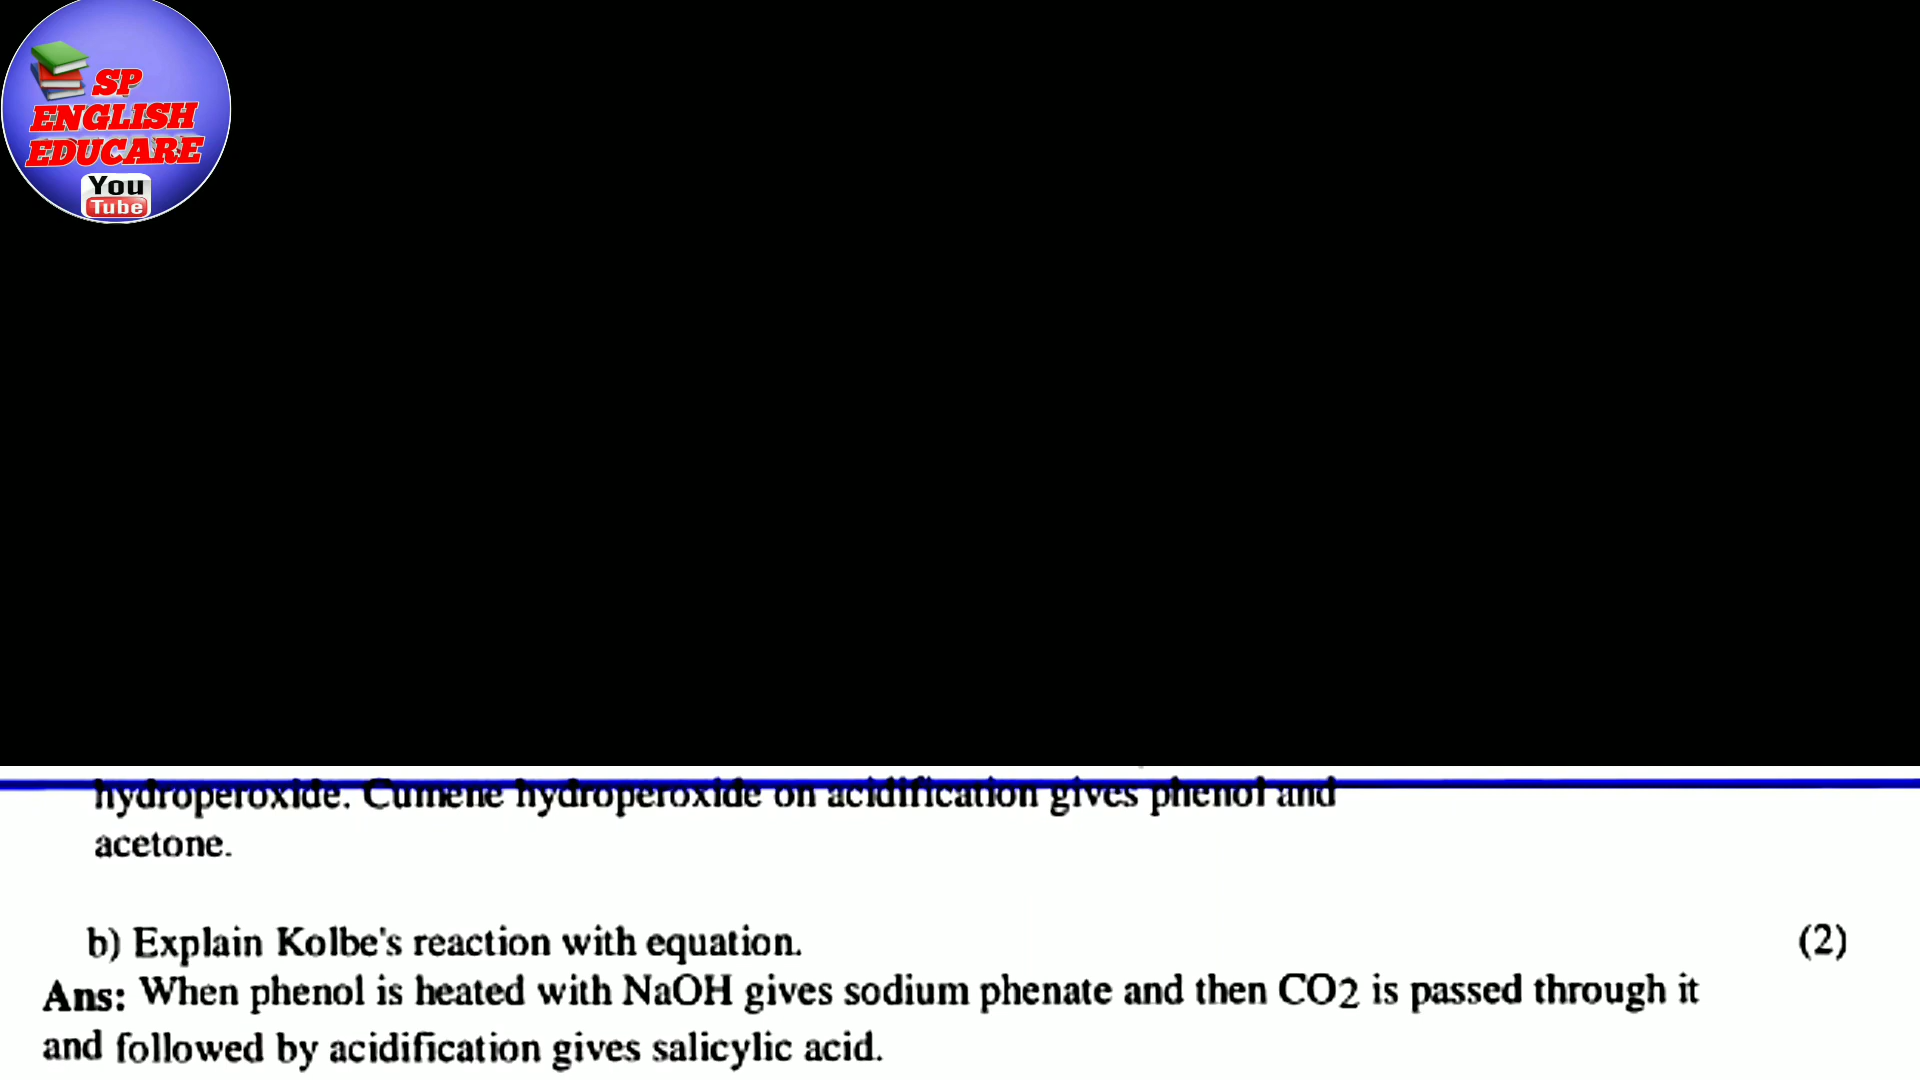 SP
ENGLISH
EDUCARE
You
Tube
hydroperoxide. Cumene hydroperoxide on acidification gives phenol and
acetone.
b) Explain Kolbe's reaction with equation. (2)
Ans: When phenol is heated with NaOH gives sodium phenate and then CO2 is passed through it
and followed by acidification gives salicylic acid.